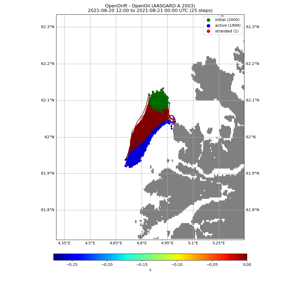 OpenDrift - OpenOil (AASGARD A 2003)
2021-08-20 12:00 to 2021-08-21 00:00 UTC (25 steps)
initial (2000)
active (1999)
stranded (1)
62.3°N 62.3°N
62.2°N 62.2°N
62.1°N 62.1°N
62°N 62°N
61.9°N 61.9°N
61.8°N 61.8°N
4.35°E 4.5°E 4.65°E 4.8°E 4.95°E 5.1°E 5.25°E
−0.25 −0.20 −0.15 −0.10 −0.05 0.00
z